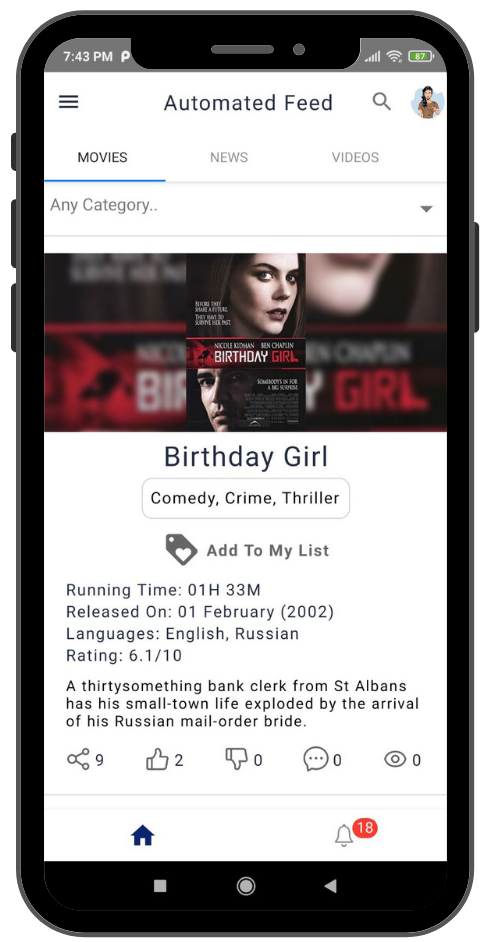 7:43 PM
87
Automated Feed
MOVIES
NEWS
VIDEOS
Any Category..
BEFORE THEY
SHARE A FUTURE.
THEY HAVE TO
SURVIVE HER PAST.
NICOLE KIDMAN BEN CHAPLIN
BIRTHDAY GIRL
SOMEBODY'S IN FOR
A BIG SURPRISE.
Birthday Girl
Comedy, Crime, Thriller
Add To My List
Running Time: 01H 33M
Released On: 01 February (2002)
Languages: English, Russian
Rating: 6.1/10
A thirtysomething bank clerk from St Albans
has his small-town life exploded by the arrival
of his Russian mail-order bride.
9 2 0 0 0
18